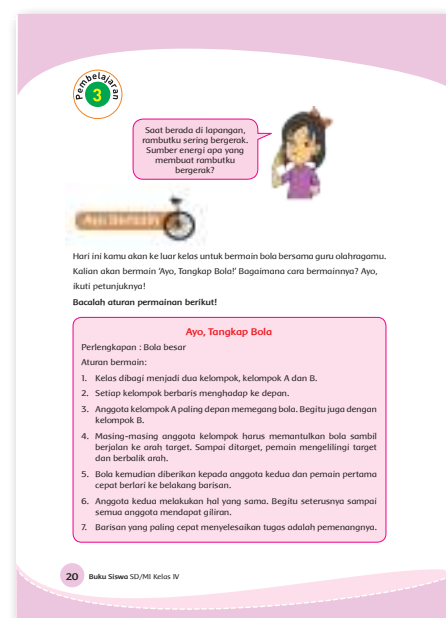 Pembelajaran
3
Saat berada di lapangan,
rambutku sering bergerak.
Sumber energi apa yang
membuat rambutku
bergerak?
Ayo Bermain
Hari ini kamu akan ke luar kelas untuk bermain bola bersama guru olahragamu.
Kalian akan bermain ‘Ayo, Tangkap Bola!’ Bagaimana cara bermainnya? Ayo,
ikuti petunjuknya!
Bacalah aturan permainan berikut!
Ayo, Tangkap Bola
Perlengkapan : Bola besar
Aturan bermain:
1. Kelas dibagi menjadi dua kelompok, kelompok A dan B.
2. Setiap kelompok berbaris menghadap ke depan.
3. Anggota kelompok A paling depan memegang bola. Begitu juga dengan
kelompok B.
4. Masing-masing anggota kelompok harus memantulkan bola sambil
berjalan ke arah target. Sampai ditarget, pemain mengelilingi target
dan berbalik arah.
5. Bola kemudian diberikan kepada anggota kedua dan pemain pertama
cepat berlari ke belakang barisan.
6. Anggota kedua melakukan hal yang sama. Begitu seterusnya sampai
semua anggota mendapat giliran.
7. Barisan yang paling cepat menyelesaikan tugas adalah pemenangnya.
20 Buku Siswa SD/MI Kelas IV